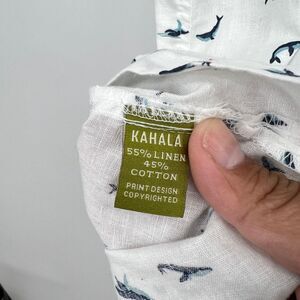 KAHALA
55% LINEN
45%
COTTON
PRINT DESIGN
COPYRIGHTED